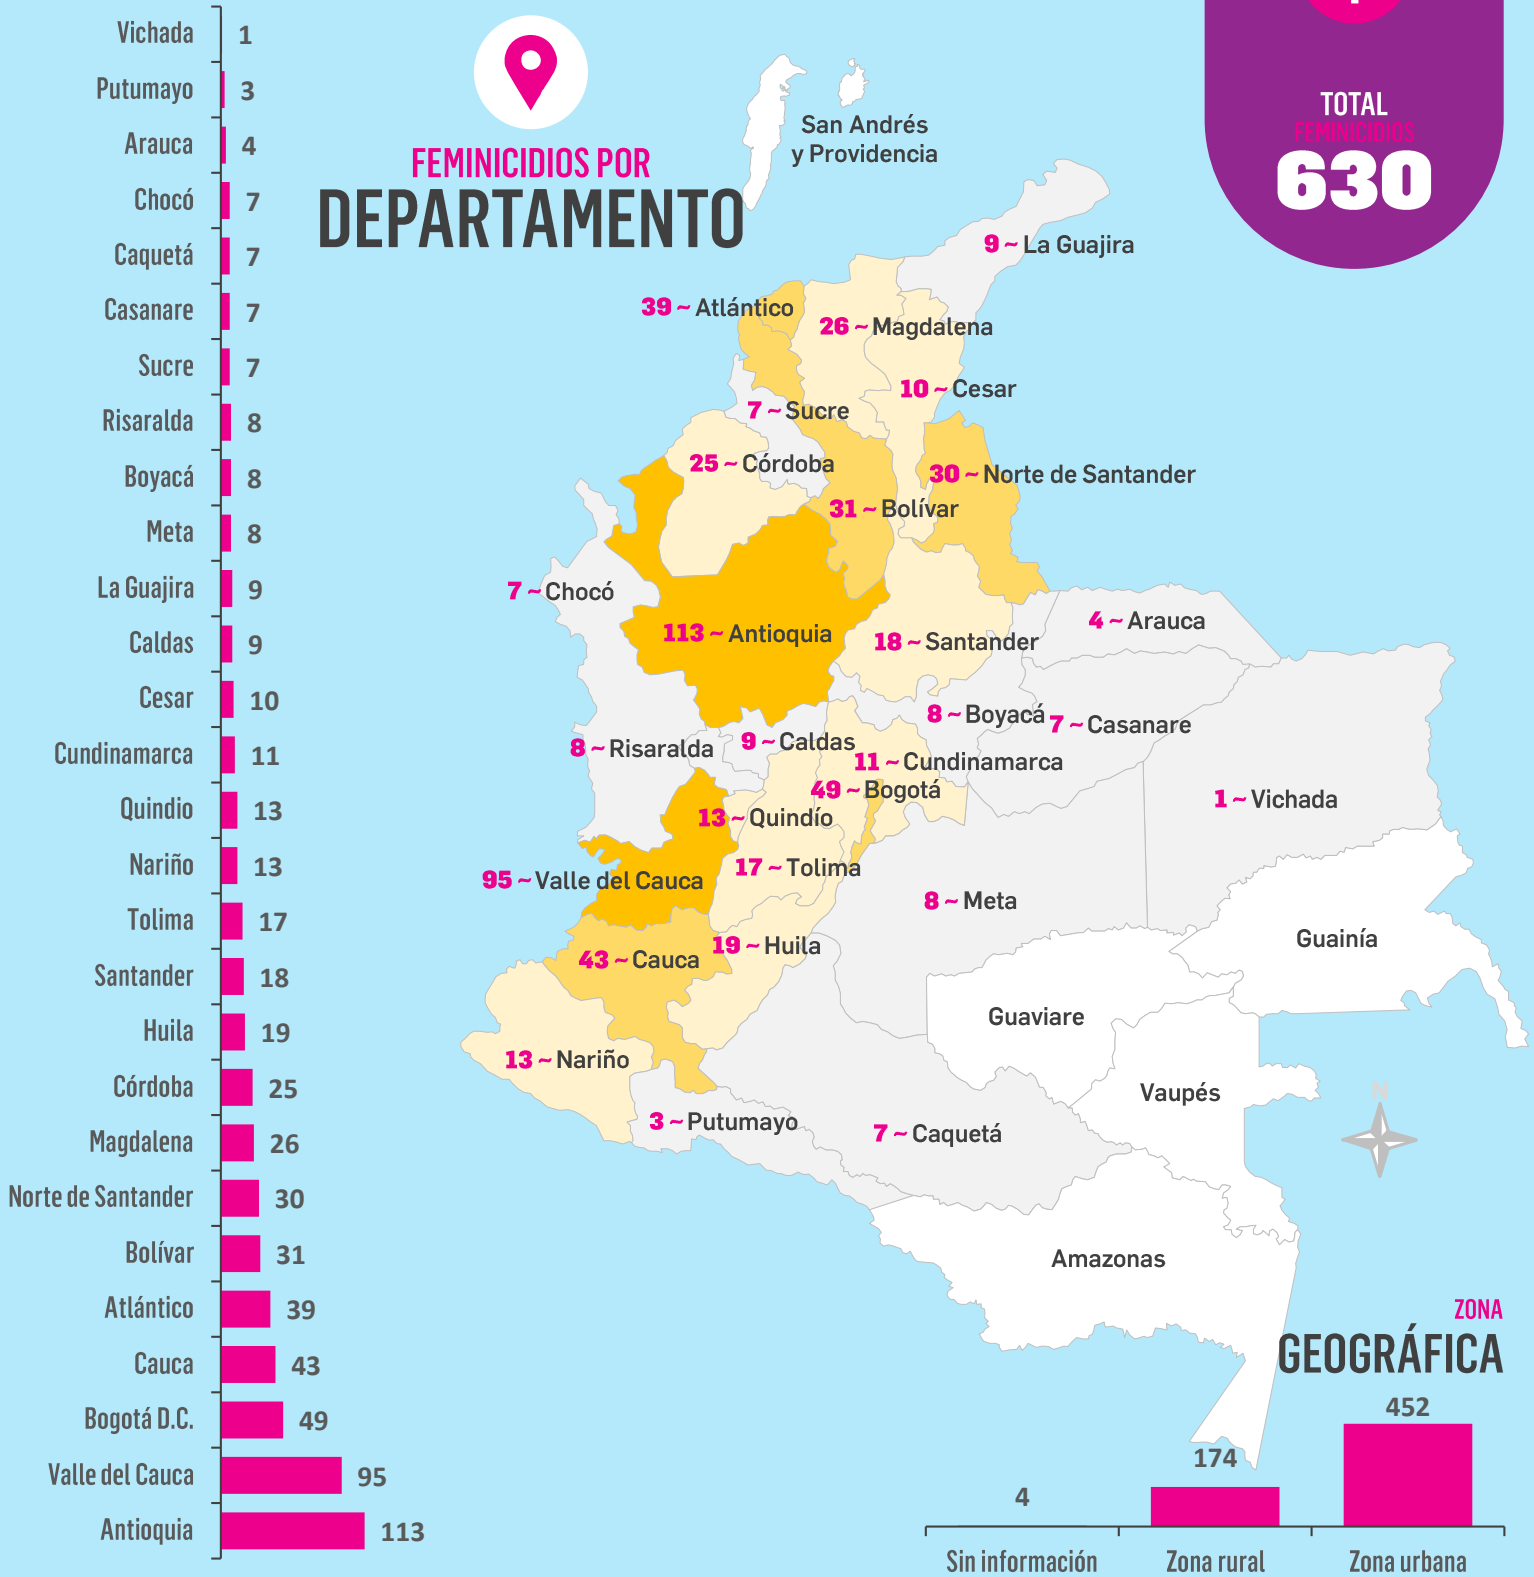 Vichada 1
Putumayo 3
Arauca 4
Chocó 7
Caquetá 7
Casanare 7
Sucre 7
Risaralda 8
Boyacá 8
Meta 8
La Guajira 9
Caldas 9
Cesar 10
Cundinamarca 11
Quindio 13
Nariño 13
Tolima 17
Santander 18
Huila 19
Córdoba 25
Magdalena 26
Norte de Santander 30
Bolívar 31
Atlántico 39
Cauca 43
Bogotá D.C. 49
Valle del Cauca 95
Antioquia 113
FEMINICIDIOS POR
DEPARTAMENTO
TOTAL
FEMINICIDIOS
630
San Andrés
y Providencia
9 ~ La Guajira
39 ~ Atlántico
26 ~ Magdalena
10 ~ Cesar
7 ~ Sucre
25 ~ Córdoba
30 ~ Norte de Santander
31 ~ Bolívar
7 ~ Chocó
4 ~ Arauca
113 ~ Antioquia
18 ~ Santander
8 ~ Boyacá
7 ~ Casanare
8 ~ Risaralda
9 ~ Caldas
11 ~ Cundinamarca
49 ~ Bogotá
1 ~ Vichada
13 ~ Quindío
17 ~ Tolima
95 ~ Valle del Cauca
8 ~ Meta
Guainía
19 ~ Huila
43 ~ Cauca
Guaviare
13 ~ Nariño
Vaupés
N
3 ~ Putumayo
7 ~ Caquetá
Amazonas
ZONA
GEOGRÁFICA
4
174
452
Sin información
Zona rural
Zona urbana